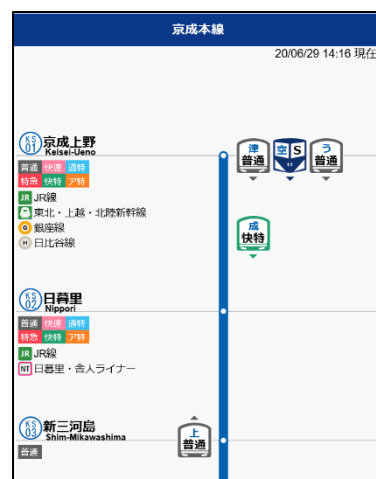 京成本線
20/06/29 14:16 現在
KS
01
京成上野
Keisei-Ueno
普通 快速 通特
特急 快特 ア特
津
普通
空 S
う
普通
JR JR線
東北・上越・北陸新幹線
G 銀座線
H 日比谷線
成
快特
KS
02
日暮里
Nippori
普通 快速 通特
特急 快特 ア特
JR JR線
NT 日暮里・舎人ライナー
KS
03
新三河島
Shim-Mikawashima
普通
上
普通